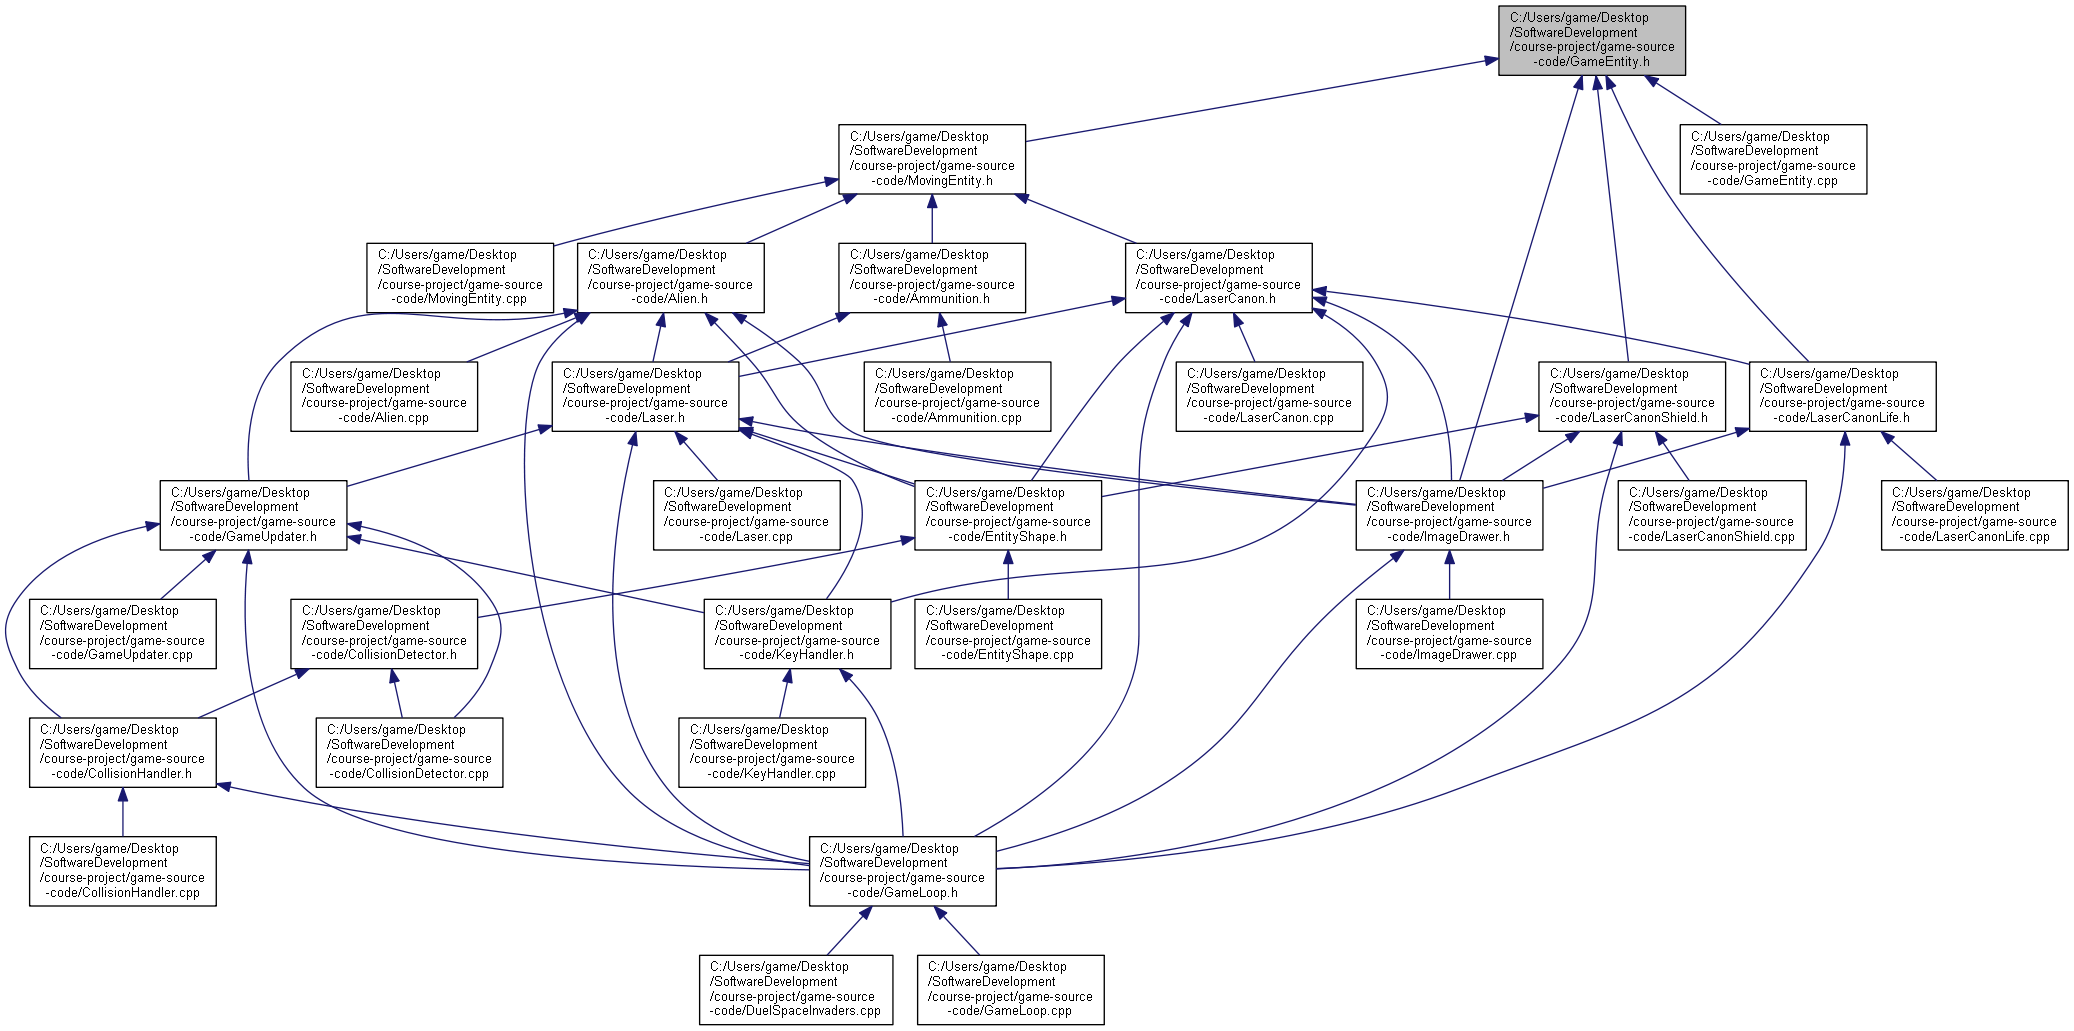 C:/Users/game/Desktop
/SoftwareDevelopment
/course-project/game-source
-code/GameEntity.h
C:/Users/game/Desktop
/SoftwareDevelopment
/course-project/game-source
-code/MovingEntity.h
C:/Users/game/Desktop
/SoftwareDevelopment
/course-project/game-source
-code/GameEntity.cpp
C:/Users/game/Desktop
/SoftwareDevelopment
/course-project/game-source
-code/MovingEntity.cpp
C:/Users/game/Desktop
/SoftwareDevelopment
/course-project/game-source
-code/Alien.h
C:/Users/game/Desktop
/SoftwareDevelopment
/course-project/game-source
-code/Ammunition.h
C:/Users/game/Desktop
/SoftwareDevelopment
/course-project/game-source
-code/LaserCanon.h
C:/Users/game/Desktop
/SoftwareDevelopment
/course-project/game-source
-code/Alien.cpp
C:/Users/game/Desktop
/SoftwareDevelopment
/course-project/game-source
-code/Laser.h
C:/Users/game/Desktop
/SoftwareDevelopment
/course-project/game-source
-code/Ammunition.cpp
C:/Users/game/Desktop
/SoftwareDevelopment
/course-project/game-source
-code/LaserCanon.cpp
C:/Users/game/Desktop
/SoftwareDevelopment
/course-project/game-source
-code/LaserCanonShield.h
C:/Users/game/Desktop
/SoftwareDevelopment
/course-project/game-source
-code/LaserCanonLife.h
C:/Users/game/Desktop
/SoftwareDevelopment
/course-project/game-source
-code/GameUpdater.h
C:/Users/game/Desktop
/SoftwareDevelopment
/course-project/game-source
-code/Laser.cpp
C:/Users/game/Desktop
/SoftwareDevelopment
/course-project/game-source
-code/EntityShape.h
C:/Users/game/Desktop
/SoftwareDevelopment
/course-project/game-source
-code/ImageDrawer.h
C:/Users/game/Desktop
/SoftwareDevelopment
/course-project/game-source
-code/LaserCanonShield.cpp
C:/Users/game/Desktop
/SoftwareDevelopment
/course-project/game-source
-code/LaserCanonLife.cpp
C:/Users/game/Desktop
/SoftwareDevelopment
/course-project/game-source
-code/GameUpdater.cpp
C:/Users/game/Desktop
/SoftwareDevelopment
/course-project/game-source
-code/CollisionDetector.h
C:/Users/game/Desktop
/SoftwareDevelopment
/course-project/game-source
-code/KeyHandler.h
C:/Users/game/Desktop
/SoftwareDevelopment
/course-project/game-source
-code/EntityShape.cpp
C:/Users/game/Desktop
/SoftwareDevelopment
/course-project/game-source
-code/ImageDrawer.cpp
C:/Users/game/Desktop
/SoftwareDevelopment
/course-project/game-source
-code/CollisionHandler.h
C:/Users/game/Desktop
/SoftwareDevelopment
/course-project/game-source
-code/CollisionDetector.cpp
C:/Users/game/Desktop
/SoftwareDevelopment
/course-project/game-source
-code/KeyHandler.cpp
C:/Users/game/Desktop
/SoftwareDevelopment
/course-project/game-source
-code/CollisionHandler.cpp
C:/Users/game/Desktop
/SoftwareDevelopment
/course-project/game-source
-code/GameLoop.h
C:/Users/game/Desktop
/SoftwareDevelopment
/course-project/game-source
-code/DuelSpaceInvaders.cpp
C:/Users/game/Desktop
/SoftwareDevelopment
/course-project/game-source
-code/GameLoop.cpp